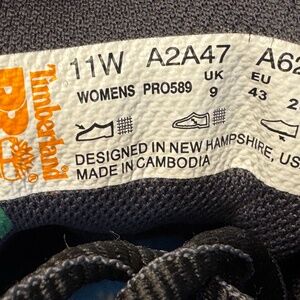 Timberland
PRO
11W A2A47 A62
WOMENS PRO589 UK EU
9 43 2
DESIGNED IN NEW HAMPSHIRE, US
MADE IN CAMBODIA